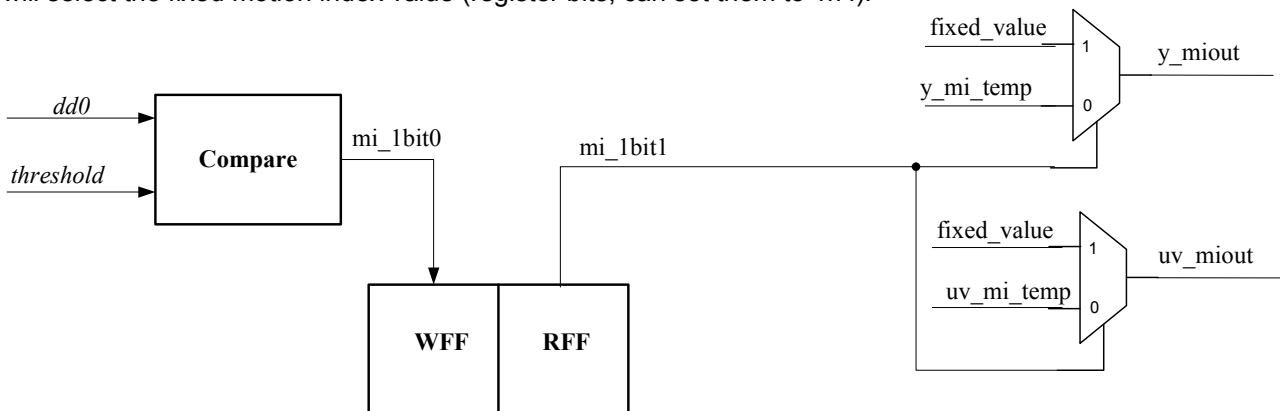 will select the fixed motion index value (register bits, can set them to 4'hf).
fixed_value
1
y_miout
y_mi_temp
0
dd0
mi_1bit0
mi_1bit1
Compare
threshold
fixed_value
1
uv_miout
uv_mi_temp
0
WFF
RFF